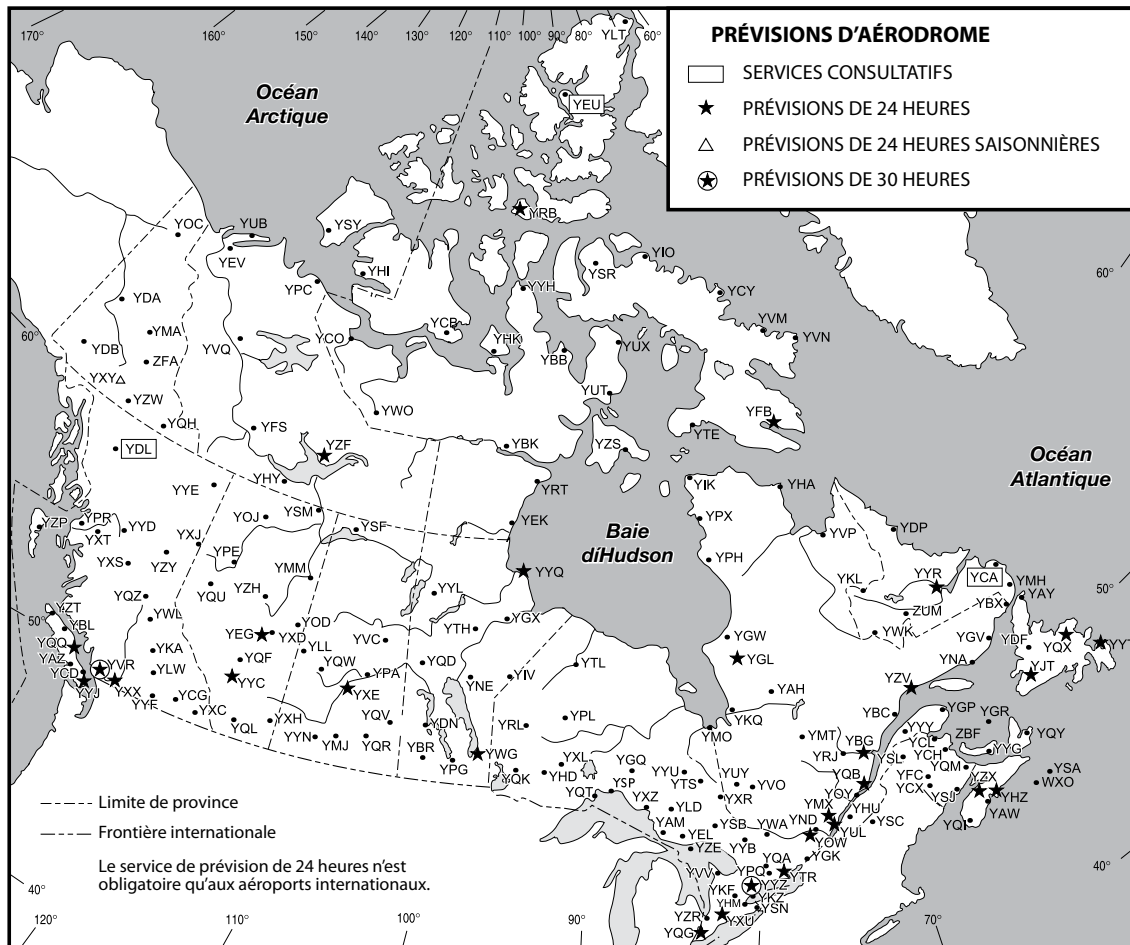 170° 160° 150° 140° 130° 120° 110° 100° 90° 80° 70° 60°
PRÉVISIONS D'AÉRODROME
SERVICES CONSULTATIFS
PRÉVISIONS DE 24 HEURES
PRÉVISIONS DE 24 HEURES SAISONNIÈRES
PRÉVISIONS DE 30 HEURES
YLT
YEU
Océan
Arctique
YRB
YOC YUB YSY
YEV YHI YSR YIO
YPC YYH YCY
YDA
YMA YCB YVM
YDB YVQ YCO YHK YVN
ZFA YBB YUX
YXY
YZW YUT
YWO YFB
YQH YFS YTE
YDL YZF YBK YZS
Océan
Atlantique
YYE YHY YRT YIK YHA
YZP YPR YOJ YSM YEK YPX
YXT YYD YSF YVP YDP
Baie
díHudson
YXJ
YXS YZY YPE YPH
YMM YYQ YYR YCA
YQU YZH YYL YKL YMH
YQZ YAY
YZT YWL YBX
YBL YOD YTH YGX ZUM
YQQ YEG YXD YVC YGW YWK YGV YDF YQX YYT
YAZ YKA YLL
YCD YVR YLW YQF YQW YPA YQD YTL YGL YNA YJT
YYJ YXX YYC YXE YNE YIV YZV
YYF YCG YAH
YXC YQL YXH YQV YDN YRL YPL YKQ YBC YGP YGR
YYN YMJ YQR YBR YMO YMT YBG YYY YCL ZBF YQY
YPG YWG YRJ YSL YCH YYG
YQK YXL YGQ YYU YQB YQM YSA
YHD YSP YTS YUY YVO YOY YFC YZX WXO
YQT YXZ YXR YMX YCX YSJ YHZ
YLD YND YHU YAW
YAM YEL YSB YWA YUL YSC YQI
YZE YYB YOW
YGK
YVV YPQ YQA YTR
YKF YYZ
YHM YKZ
YZR YXU YSN
YQG
Limite de province
Frontière internationale
Le service de prévision de 24 heures n'est
obligatoire qu'aux aéroports internationaux.
60° 50° 40°
60° 50° 40°
120° 110° 100° 90° 70°